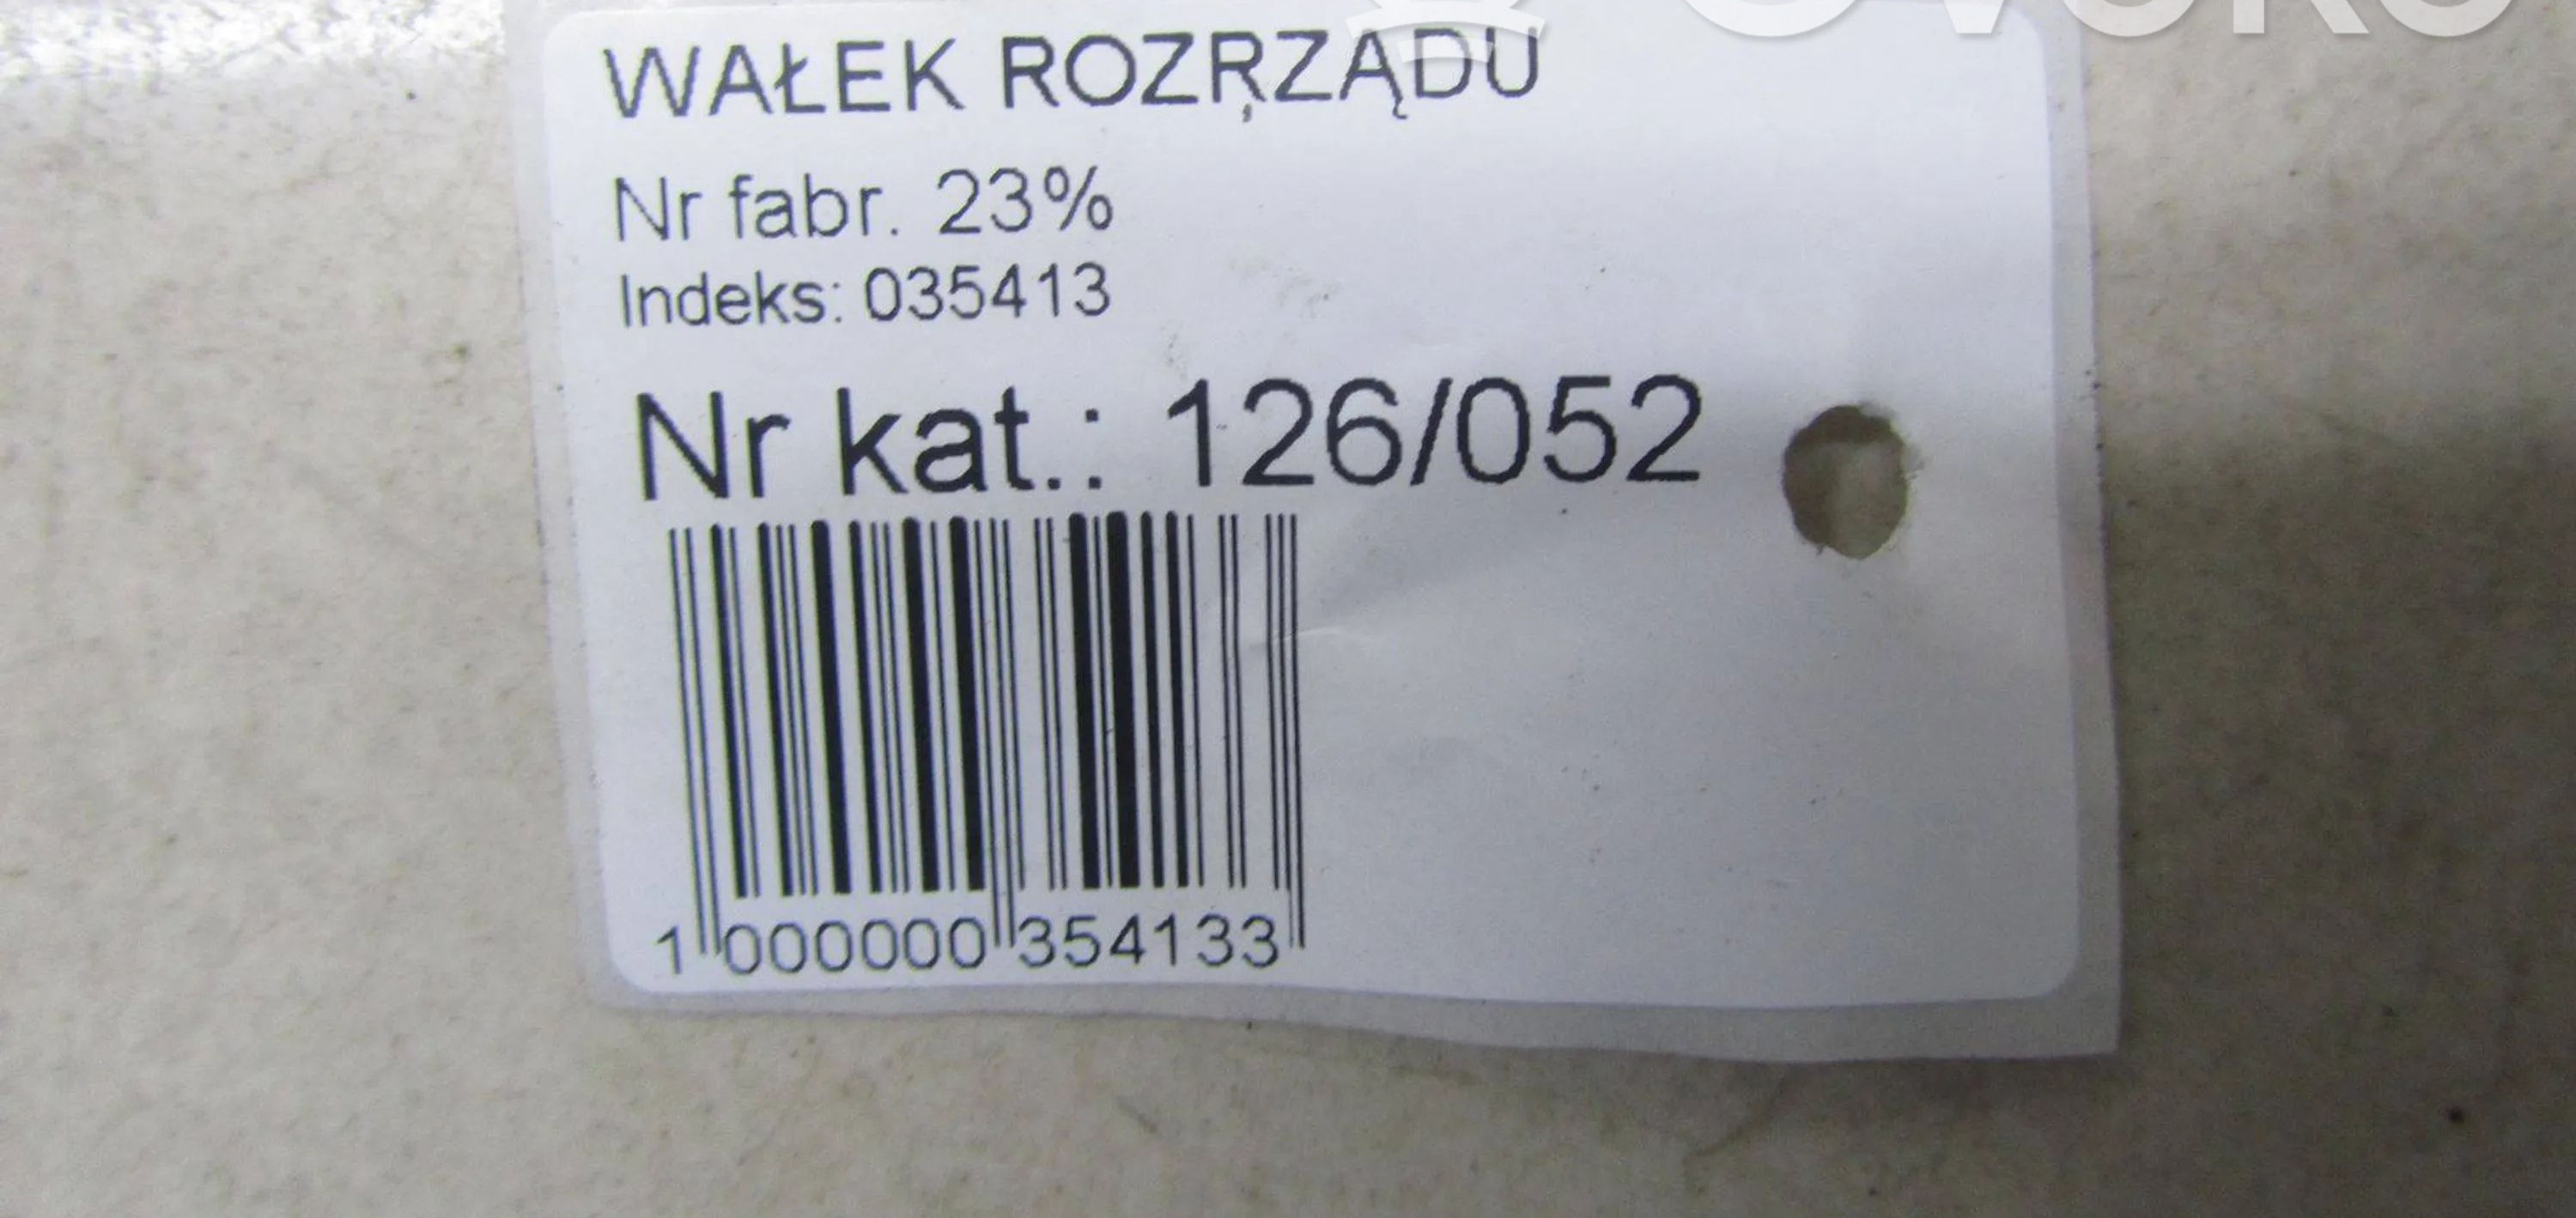 WAŁEK ROZRZĄDU
Nr fabr. 23%
Indeks: 035413
Nr kat.: 126/052
1 000000 354133